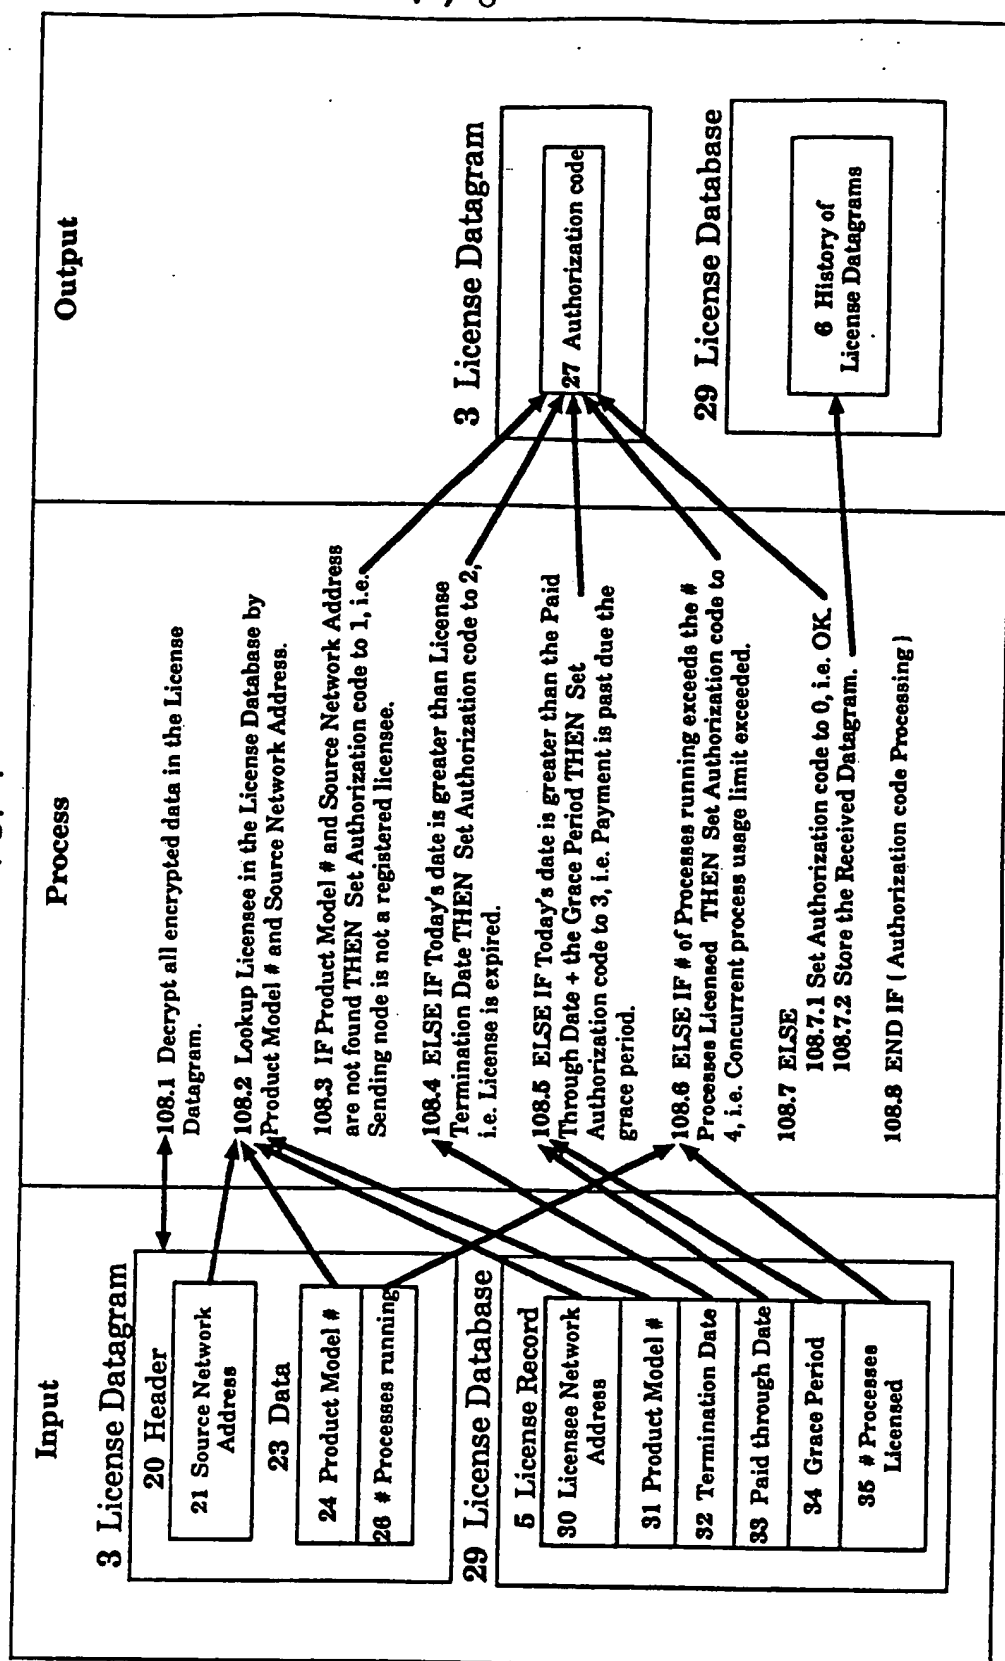 Input
3 License Datagram
20 Header
21 Source Network
Address
23 Data
24 Product Model #
26 # Processes running
29 License Database
5 License Record
30 Licensee Network
Address
31 Product Model #
32 Termination Date
33 Paid through Date
34 Grace Period
35 # Processes
Licensed
Process
108.1 Decrypt all encrypted data in the License
Datagram.
108.2 Lookup Licensee in the License Database by
Product Model # and Source Network Address.
108.3 IF Product Model # and Source Network Address
are not found THEN Set Authorization code to 1, i.e.
Sending node is not a registered licensee.
108.4 ELSE IF Today's date is greater than License
Termination Date THEN Set Authorization code to 2,
i.e. License is expired.
108.5 ELSE IF Today's date is greater than the Paid
Through Date + the Grace Period THEN Set
Authorization code to 3, i.e. Payment is past due the
grace period.
108.6 ELSE IF # of Processes running exceeds the #
Processes Licensed THEN Set Authorization code to
4, i.e. Concurrent process usage limit exceeded.
108.7 ELSE
108.7.1 Set Authorization code to 0, i.e. OK.
108.7.2 Store the Received Datagram.
108.8 END IF { Authorization code Processing }
Output
3 License Datagram
27 Authorization code
29 License Database
6 History of
License Datagrams